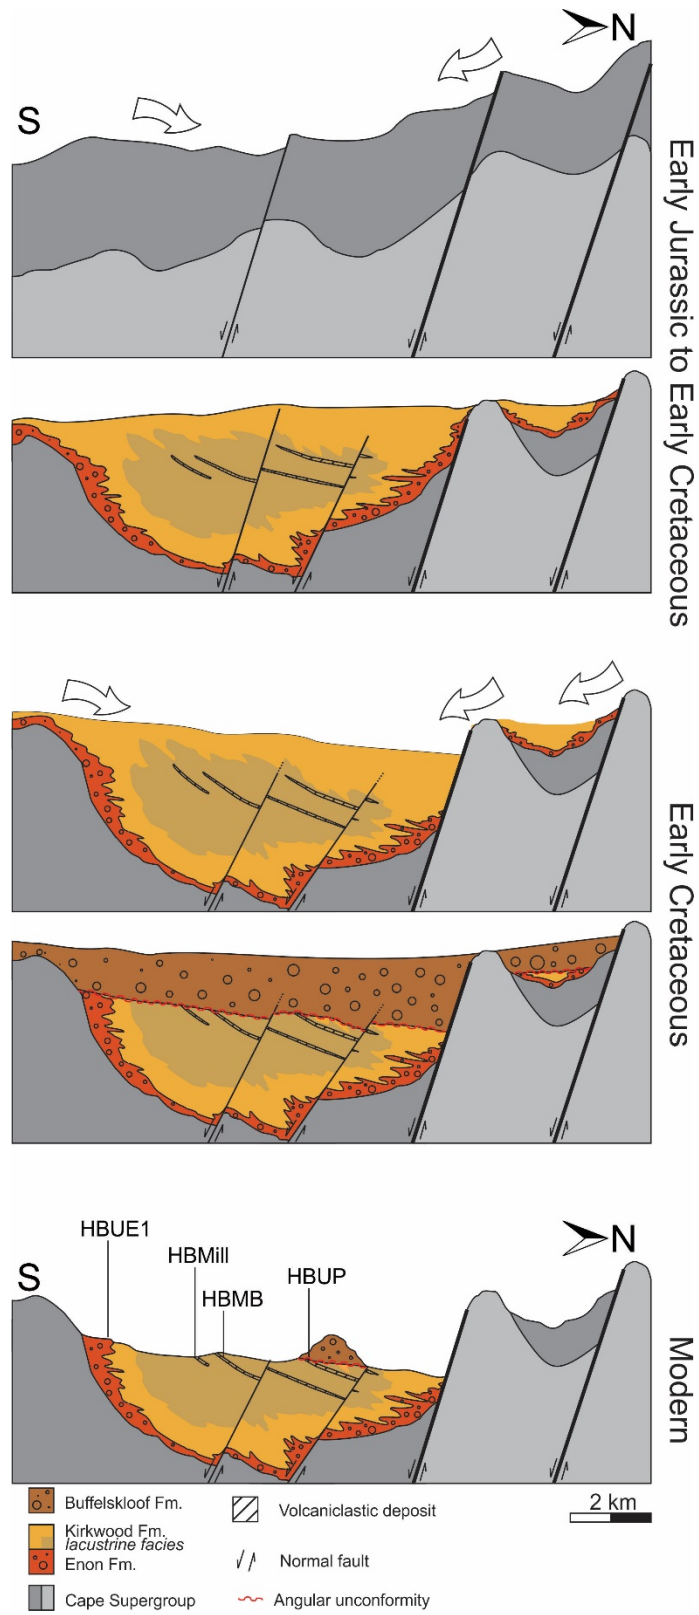 N
S
Early Jurassic to Early Cretaceous
Early Cretaceous
HBUE1
HBMill
HBMB
HBUP
N
S
Modern
Buffelskloof Fm.
Kirkwood Fm.
lacustrine facies
Enon Fm.
Cape Supergroup
Volcaniclastic deposit
Normal fault
Angular unconformity
2 km